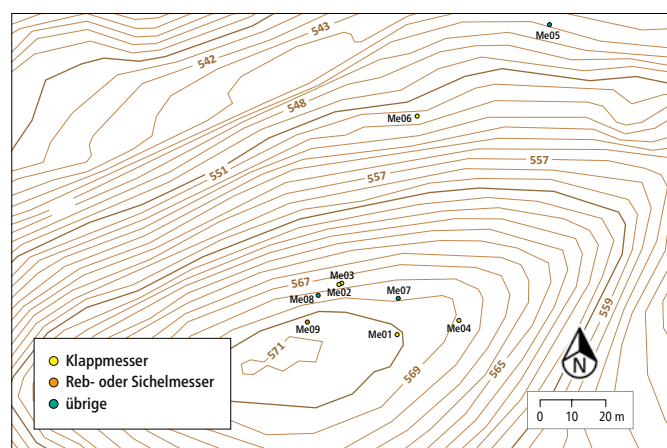 543
Me05
542
548
Me06
551
557
557
567
Me03
Me02
Me08
Me07
559
Me09
Me01
Me04
571
569
565
Klappmesser
Reb- oder Sichelmesser
übrige
N
0 10 20 m